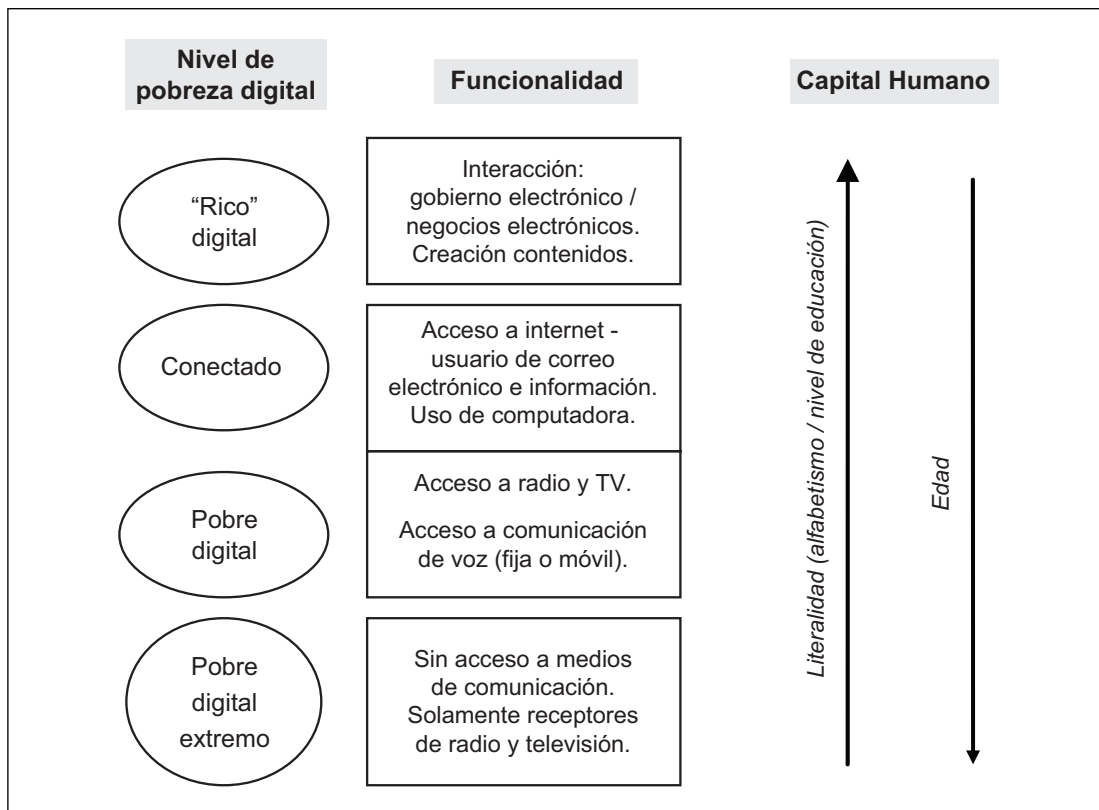 Nivel de
pobreza digital
Funcionalidad
Capital Humano
“Rico”
digital
Interacción:
gobierno electrónico /
negocios electrónicos.
Creación contenidos.
Conectado
Acceso a internet -
usuario de correo
electrónico e información.
Uso de computadora.
Pobre
digital
Acceso a radio y TV.
Acceso a comunicación
de voz (fija o móvil).
Pobre
digital
extremo
Sin acceso a medios
de comunicación.
Solamente receptores
de radio y televisión.
Literalidad (alfabetismo / nivel de educación)
Edad